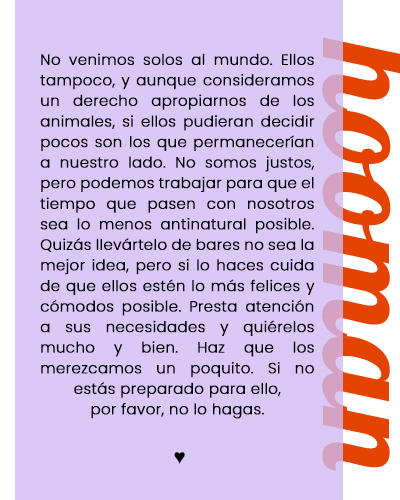 No venimos solos al mundo. Ellos
tampoco, y aunque consideramos
un derecho apropiarnos de los
animales, si ellos pudieran decidir
pocos son los que permanecerían
a nuestro lado. No somos justos,
pero podemos trabajar para que el
tiempo que pasen con nosotros
sea lo menos antinatural posible.
Quizás llevártelo de bares no sea la
mejor idea, pero si lo haces cuida
de que ellos estén lo más felices y
cómodos posible. Presta atención
a sus necesidades y quiérelos
mucho y bien. Haz que los
merezcamos un poquito. Si no
estás preparado para ello,
por favor, no lo hagas.
♥
hooman